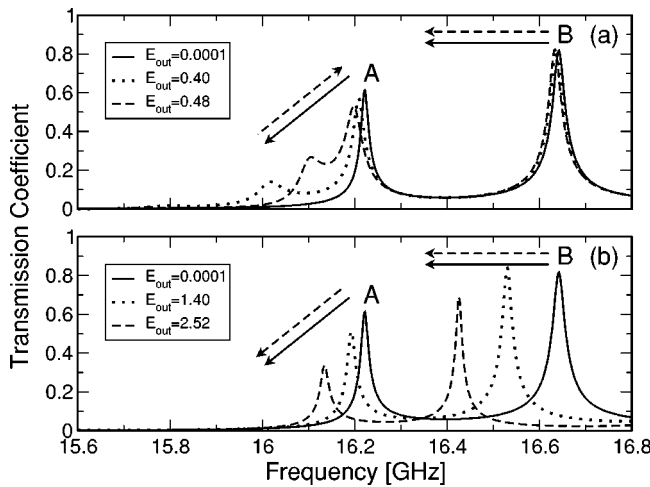 Transmission Coefficient
1
0.8
0.6
0.4
0.2
0
E_out=0.0001
E_out=0.40
E_out=0.48
A
B
(a)
1
0.8
0.6
0.4
0.2
0
E_out=0.0001
E_out=1.40
E_out=2.52
A
B
(b)
15.6 15.8 16 16.2 16.4 16.6 16.8
Frequency [GHz]